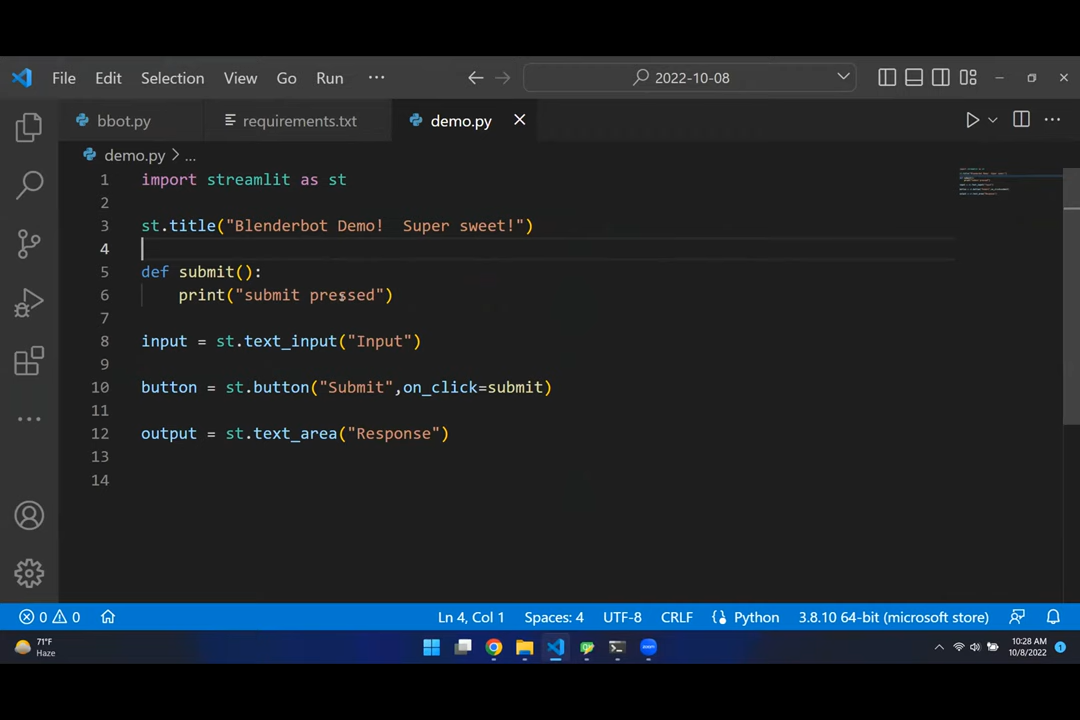 File Edit Selection View Go Run ··· 2022-10-08
bbot.py requirements.txt demo.py
demo.py > ...
1 import streamlit as st
2
3 st.title("Blenderbot Demo!  Super sweet!")
4
5 def submit():
6     print("submit pressed")
7
8 input = st.text_input("Input")
9
10 button = st.button("Submit",on_click=submit)
11
12 output = st.text_area("Response")
13
14
0 0 Ln 4, Col 1 Spaces: 4 UTF-8 CRLF Python 3.8.10 64-bit (microsoft store)
71°F
Haze
10:28 AM
10/8/2022
1